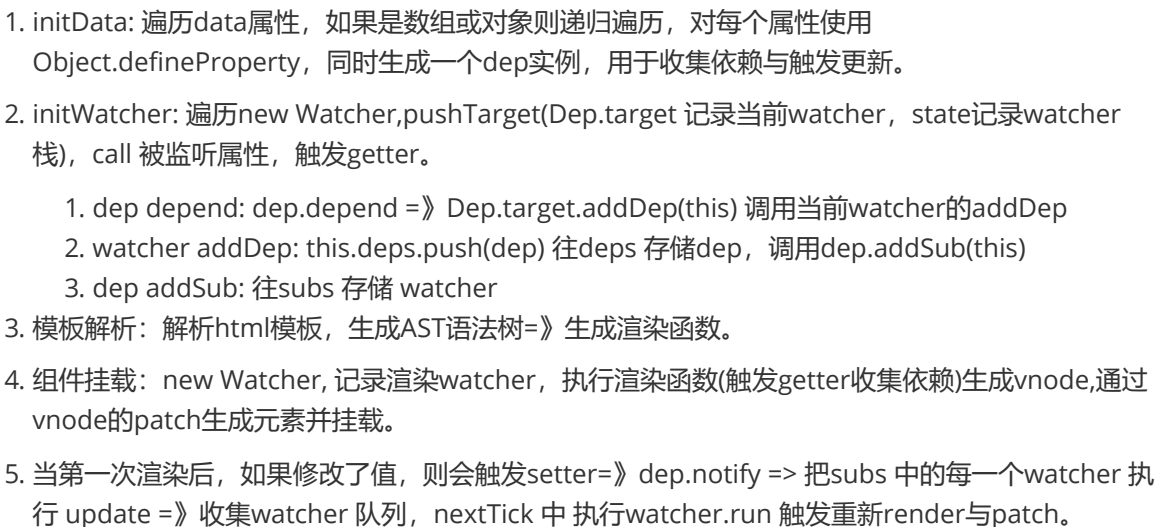 1. initData: 遍历data属性，如果是数组或对象则递归遍历，对每个属性使用
Object.defineProperty，同时生成一个dep实例，用于收集依赖与触发更新。
2. initWatcher: 遍历new Watcher,pushTarget(Dep.target 记录当前watcher，state记录watcher
栈)，call 被监听属性，触发getter。
1. dep depend: dep.depend =》Dep.target.addDep(this) 调用当前watcher的addDep
2. watcher addDep: this.deps.push(dep) 往deps 存储dep，调用dep.addSub(this)
3. dep addSub: 往subs 存储 watcher
3. 模板解析：解析html模板，生成AST语法树=》生成渲染函数。
4. 组件挂载：new Watcher, 记录渲染watcher，执行渲染函数(触发getter收集依赖)生成vnode,通过
vnode的patch生成元素并挂载。
5. 当第一次渲染后，如果修改了值，则会触发setter=》dep.notify => 把subs 中的每一个watcher 执
行 update =》收集watcher 队列，nextTick 中 执行watcher.run 触发重新render与patch。